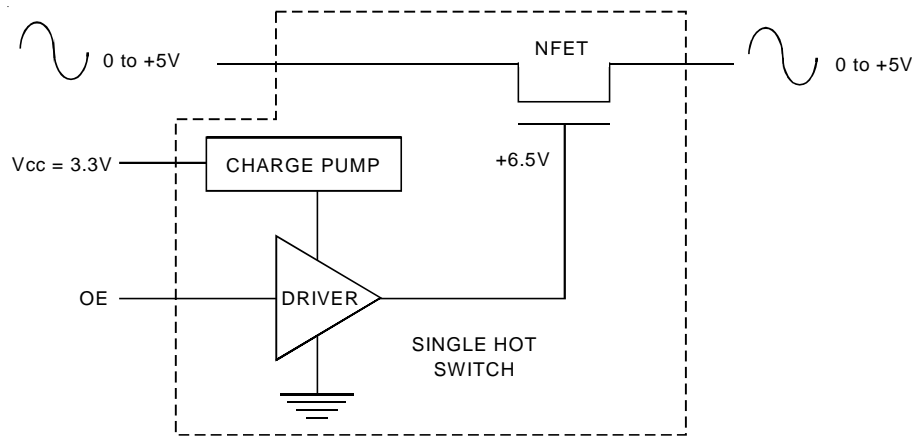 NFET
0 to +5V
0 to +5V
+6.5V
Vcc = 3.3V
CHARGE PUMP
OE
DRIVER
SINGLE HOT
SWITCH